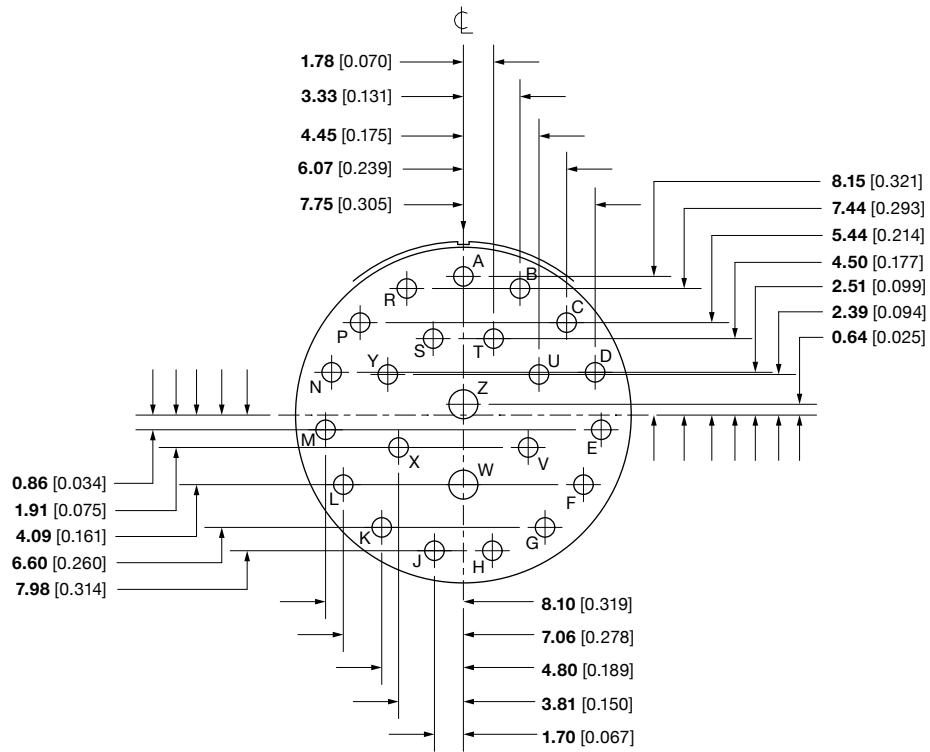 ℄
1.78 [0.070]
3.33 [0.131]
4.45 [0.175]
6.07 [0.239]
7.75 [0.305]
8.15 [0.321]
7.44 [0.293]
5.44 [0.214]
4.50 [0.177]
2.51 [0.099]
2.39 [0.094]
0.64 [0.025]
A
R
B
P
C
S
T
N
Y
U
D
Z
M
E
X
V
L
W
F
K
G
J
H
0.86 [0.034]
1.91 [0.075]
4.09 [0.161]
6.60 [0.260]
7.98 [0.314]
8.10 [0.319]
7.06 [0.278]
4.80 [0.189]
3.81 [0.150]
1.70 [0.067]